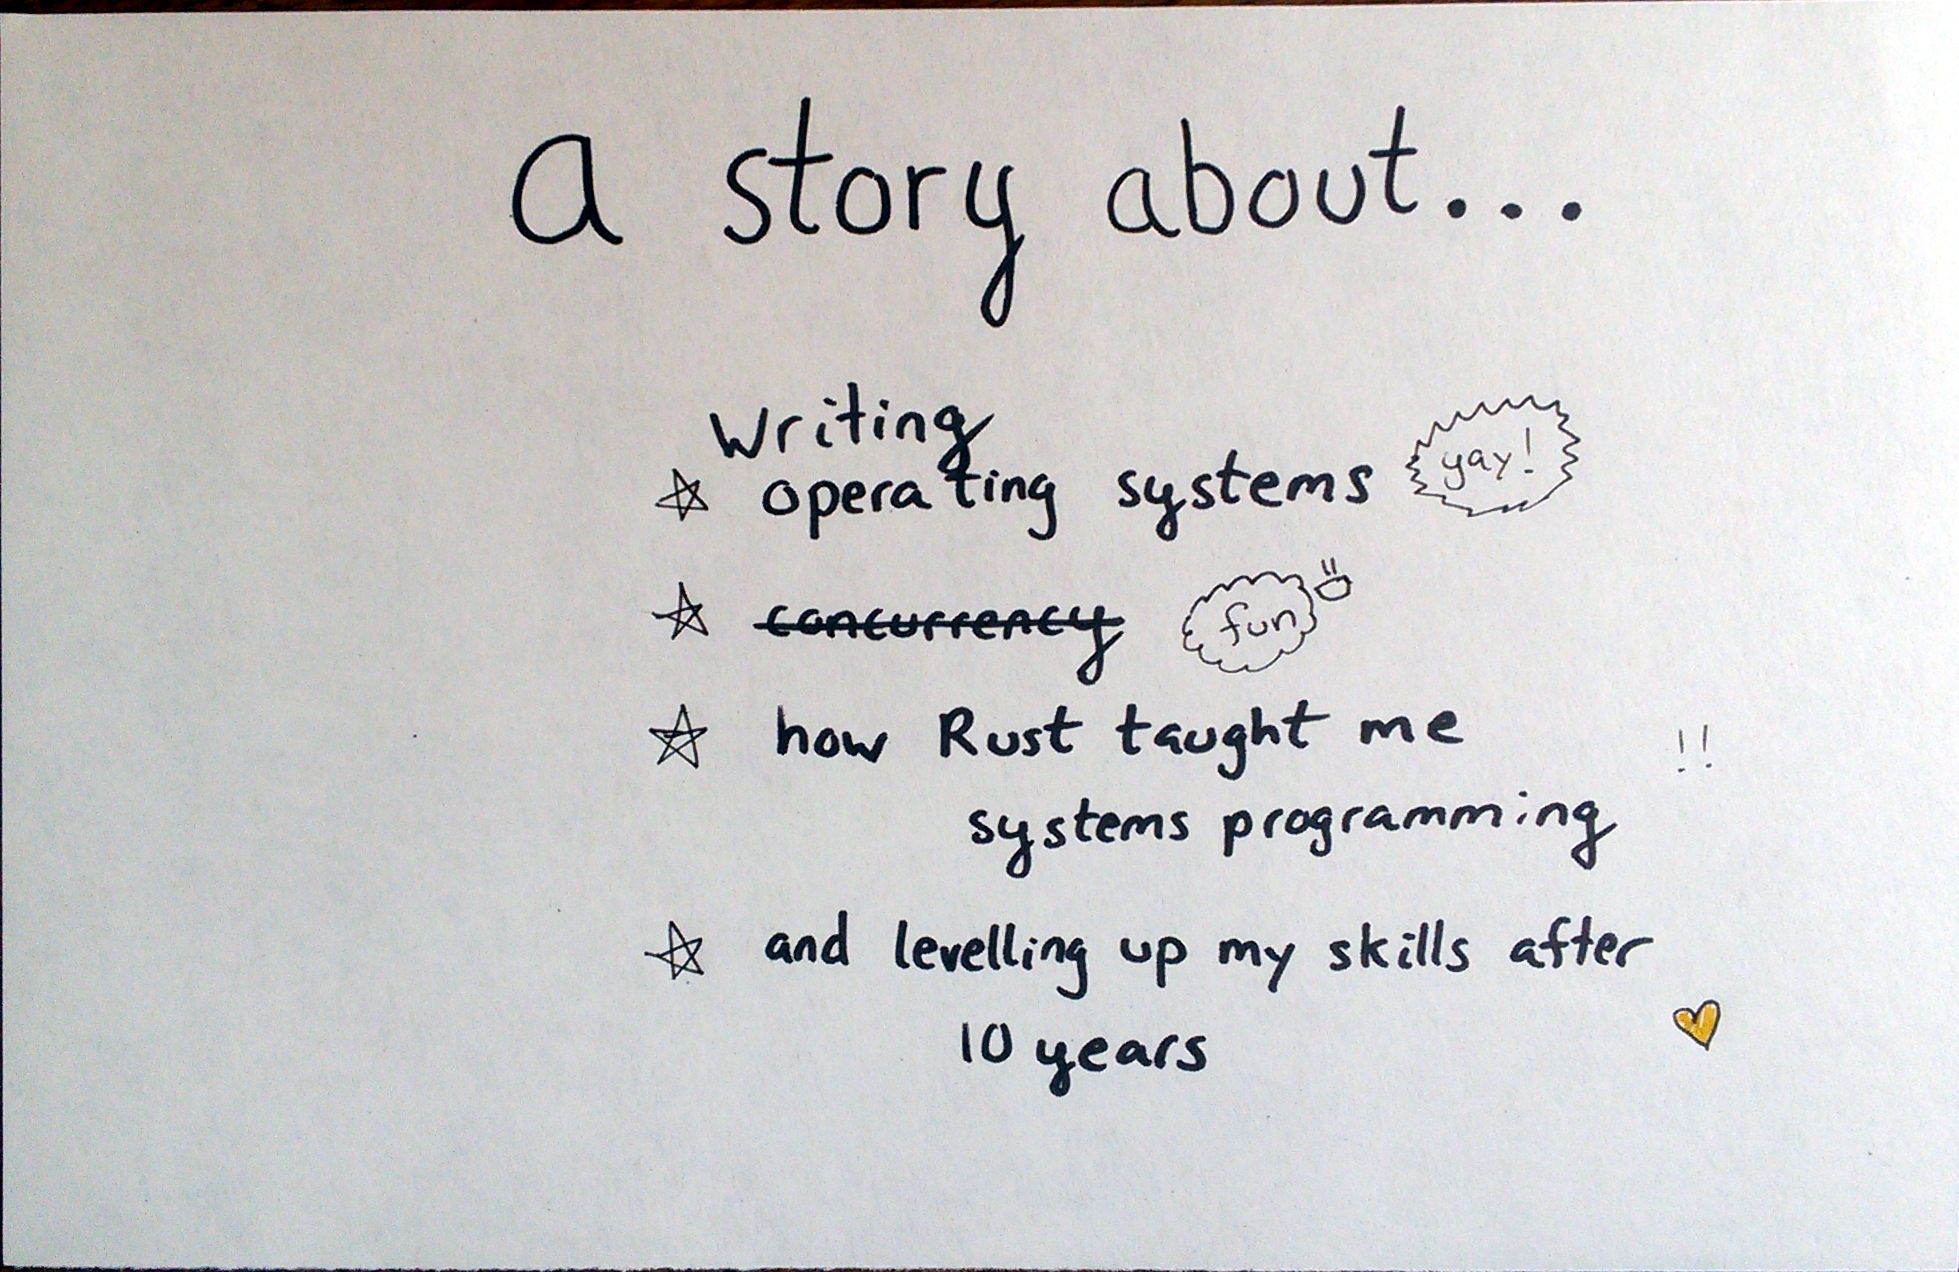 a story about...
Writing
operating systems yay!
concurrency fun
how Rust taught me !!
systems programming
and levelling up my skills after
10 years